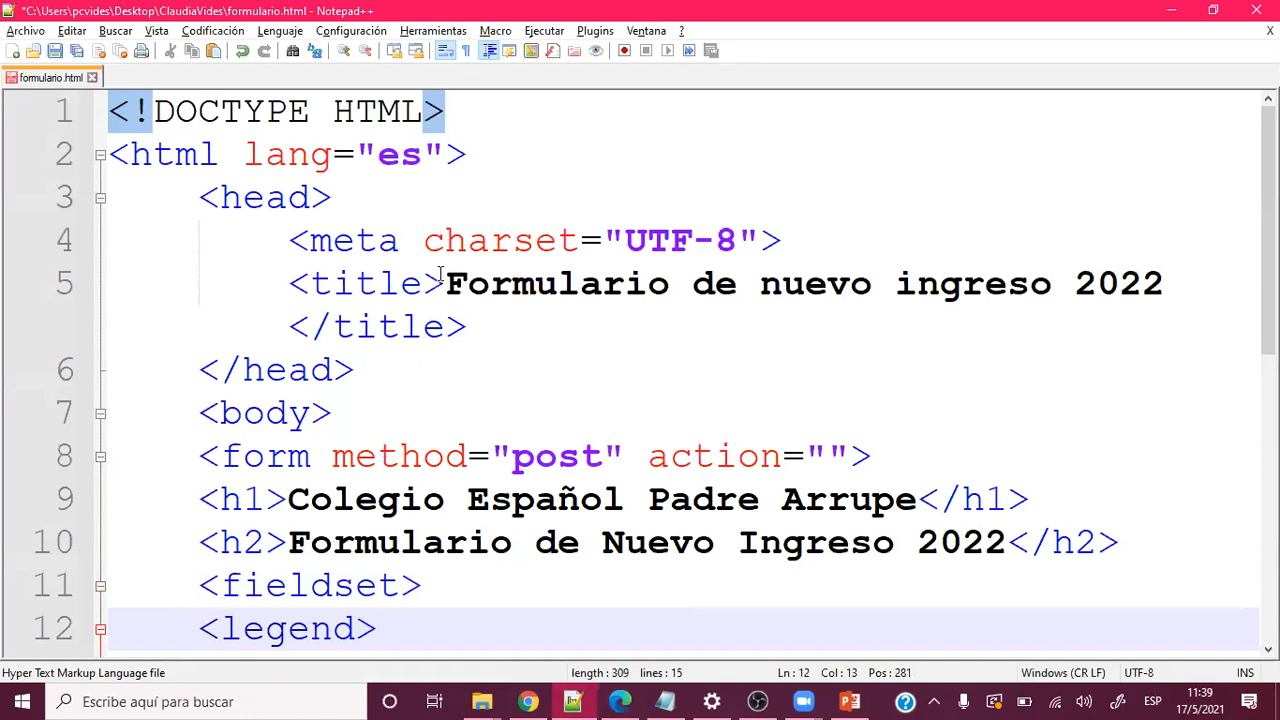 *C:\Users\pcvides\Desktop\ClaudiaVides\formulario.html - Notepad++
Archivo Editar Buscar Vista Codificación Lenguaje Configuración Herramientas Macro Ejecutar Plugins Ventana ? X
formulario.html
1 <!DOCTYPE HTML>
2 <html lang="es">
3 <head>
4 <meta charset="UTF-8">
5 <title>Formulario de nuevo ingreso 2022
</title>
6 </head>
7 <body>
8 <form method="post" action="">
9 <h1>Colegio Español Padre Arrupe</h1>
10 <h2>Formulario de Nuevo Ingreso 2022</h2>
11 <fieldset>
12 <legend>
Hyper Text Markup Language file length : 309 lines : 15 Ln : 12 Col : 13 Pos : 281 Windows (CR LF) UTF-8 INS
Escribe aquí para buscar ESP 11:39
17/5/2021